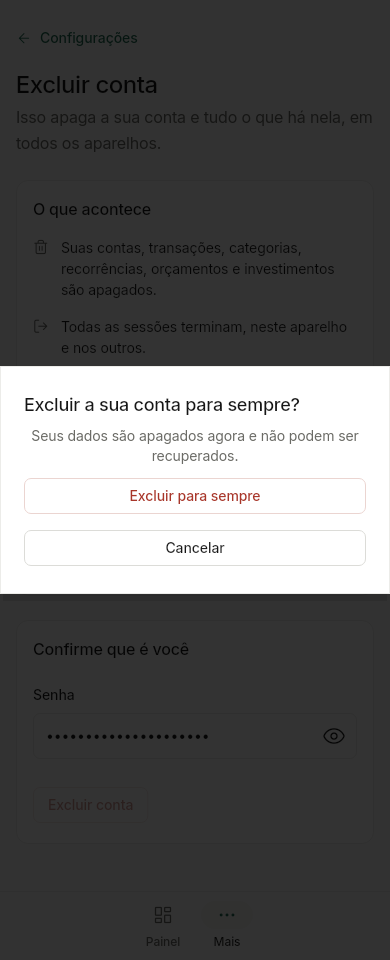 Configurações
Excluir conta
Isso apaga a sua conta e tudo o que há nela, em
todos os aparelhos.
O que acontece
Suas contas, transações, categorias,
recorrências, orçamentos e investimentos
são apagados.
Todas as sessões terminam, neste aparelho
e nos outros.
Excluir a sua conta para sempre?
Seus dados são apagados agora e não podem ser
recuperados.
Excluir para sempre
Cancelar
Confirme que é você
Senha
•••••••••••••••••••••
Excluir conta
Painel
Mais